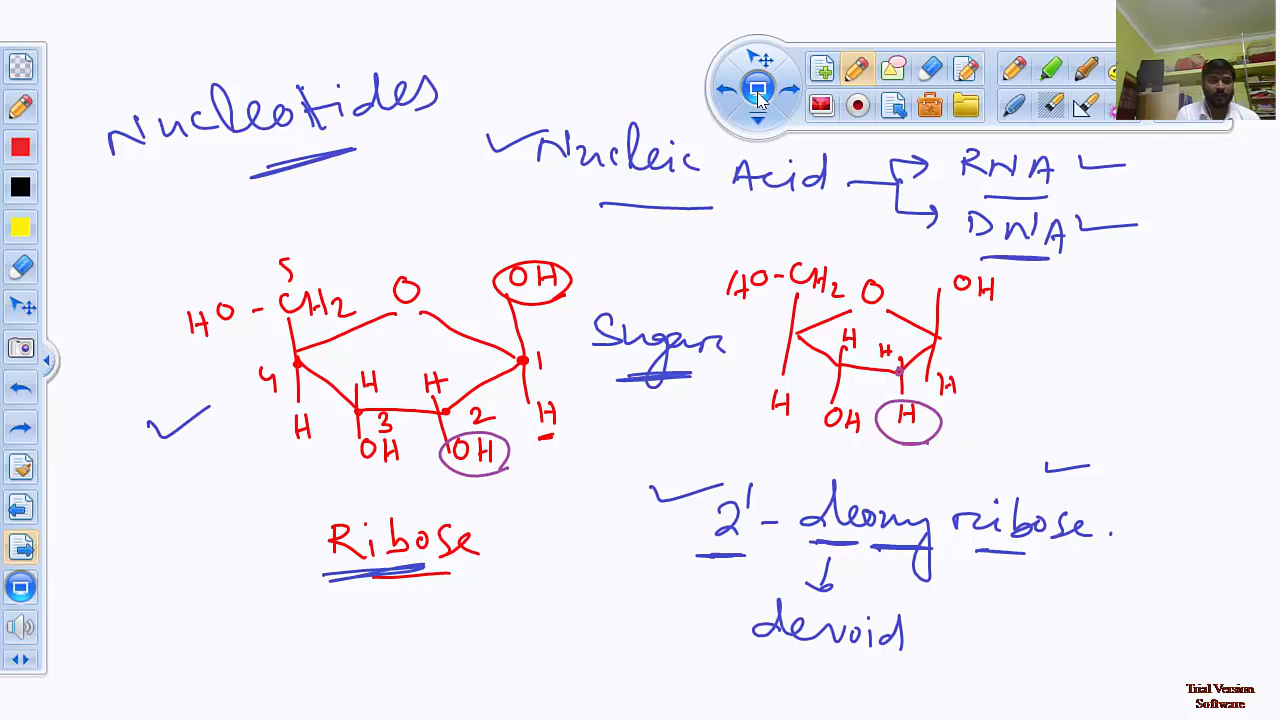 Nucleotides
Nucleic Acid
RNA
DNA
5
HO - CH2
O
OH
4
H
H
H
1
3
2
OH
OH
H
Ribose
Sugars
HO-CH2
O
OH
H
H
H
H
OH
H
2' - deoxy ribose.
devoid
Trial Version
Software